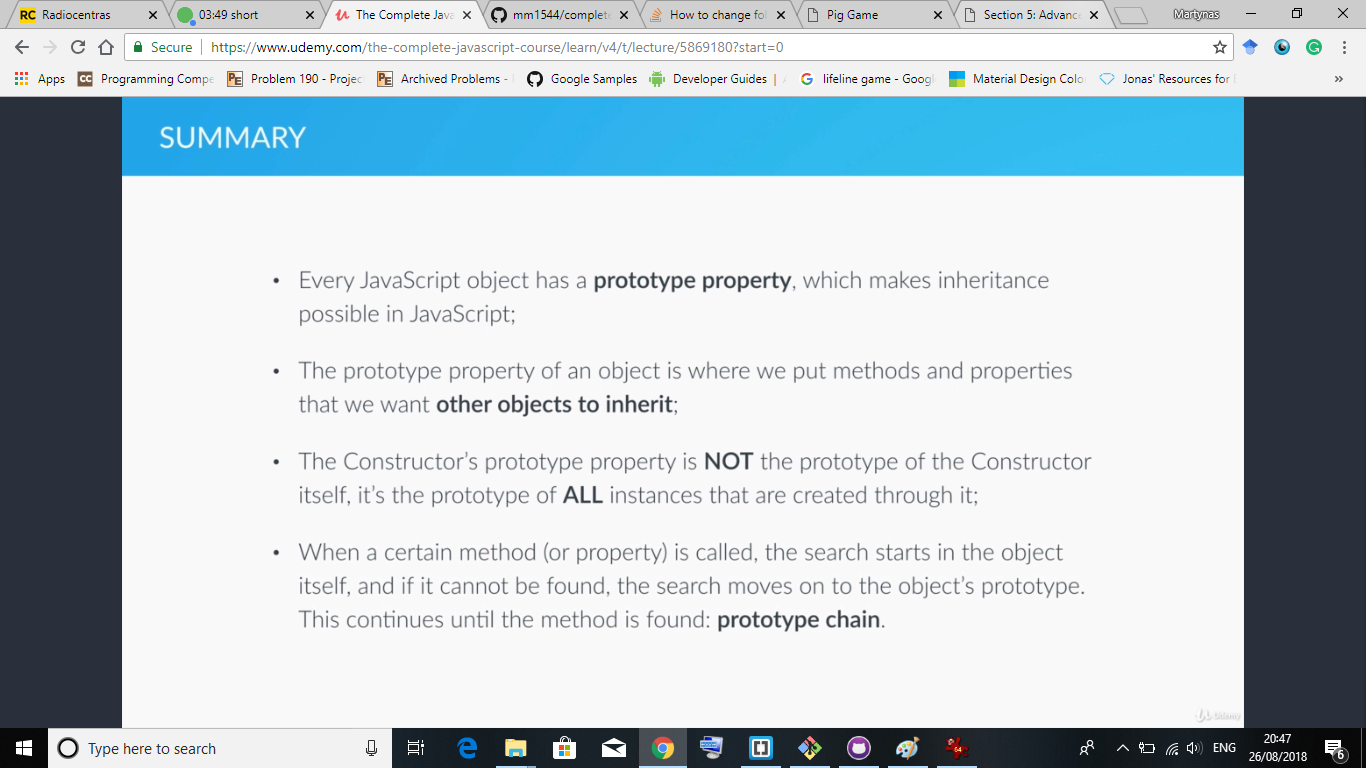 Radiocentras
03:49 short
The Complete Java
mm1544/complete
How to change fol
Pig Game
Section 5: Advanc
Martynas
Secure
https://www.udemy.com/the-complete-javascript-course/learn/v4/t/lecture/5869180?start=0
Apps
Programming Compe
Problem 190 - Projec
Archived Problems -
Google Samples
Developer Guides |
lifeline game - Googl
Material Design Colo
Jonas' Resources for
SUMMARY
• Every JavaScript object has a prototype property, which makes inheritance
possible in JavaScript;
• The prototype property of an object is where we put methods and properties
that we want other objects to inherit;
• The Constructor's prototype property is NOT the prototype of the Constructor
itself, it's the prototype of ALL instances that are created through it;
• When a certain method (or property) is called, the search starts in the object
itself, and if it cannot be found, the search moves on to the object's prototype.
This continues until the method is found: prototype chain.
Udemy
Type here to search
ENG
20:47
26/08/2018
6